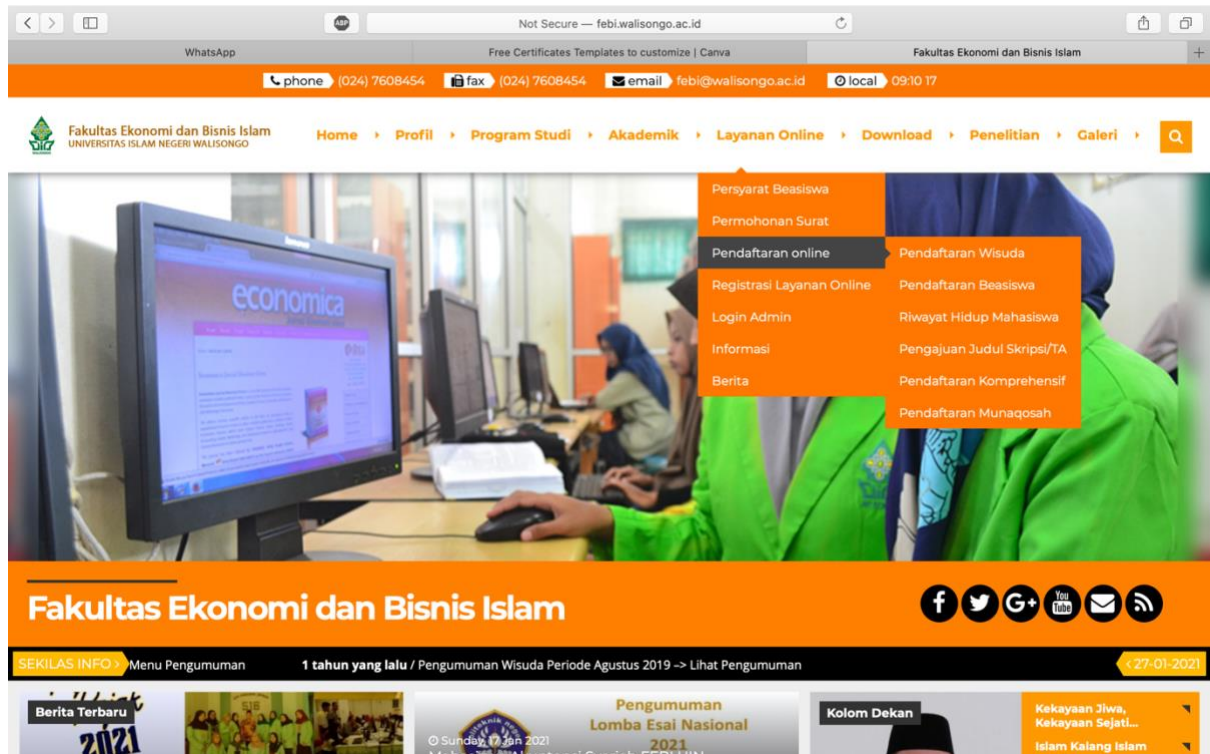 Not Secure — febi.walisongo.ac.id
WhatsApp
Free Certificates Templates to customize | Canva
Fakultas Ekonomi dan Bisnis Islam
phone (024) 7608454 fax (024) 7608454 email febi@walisongo.ac.id local 09:10 17
Fakultas Ekonomi dan Bisnis Islam
UNIVERSITAS ISLAM NEGERI WALISONGO
Home Profil Program Studi Akademik Layanan Online Download Penelitian Galeri
Persyarat Beasiswa
Permohonan Surat
Pendaftaran online
Registrasi Layanan Online
Login Admin
Informasi
Berita
Pendaftaran Wisuda
Pendaftaran Beasiswa
Riwayat Hidup Mahasiswa
Pengajuan Judul Skripsi/TA
Pendaftaran Komprehensif
Pendaftaran Munaqosah
economica
Fakultas Ekonomi dan Bisnis Islam
You
Tube
SEKILAS INFO Menu Pengumuman 1 tahun yang lalu / Pengumuman Wisuda Periode Agustus 2019 –> Lihat Pengumuman 27-01-2021
Berita Terbaru
2021
Pengumuman
Lomba Esai Nasional
2021
Sunday, 17 Jan 2021
Kolom Dekan
Kekayaan Jiwa,
Kekayaan Sejati...
Islam Kaiang Islam